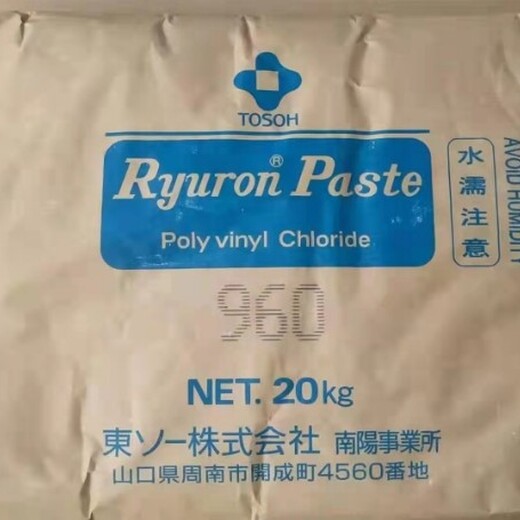 TOSOH
Ryuron® Paste
Poly vinyl Chloride
水濡注意
AVOID HUMIDITY
960
NET. 20kg
東ソー株式会社 南陽事業所
山口県周南市開成町4560番地